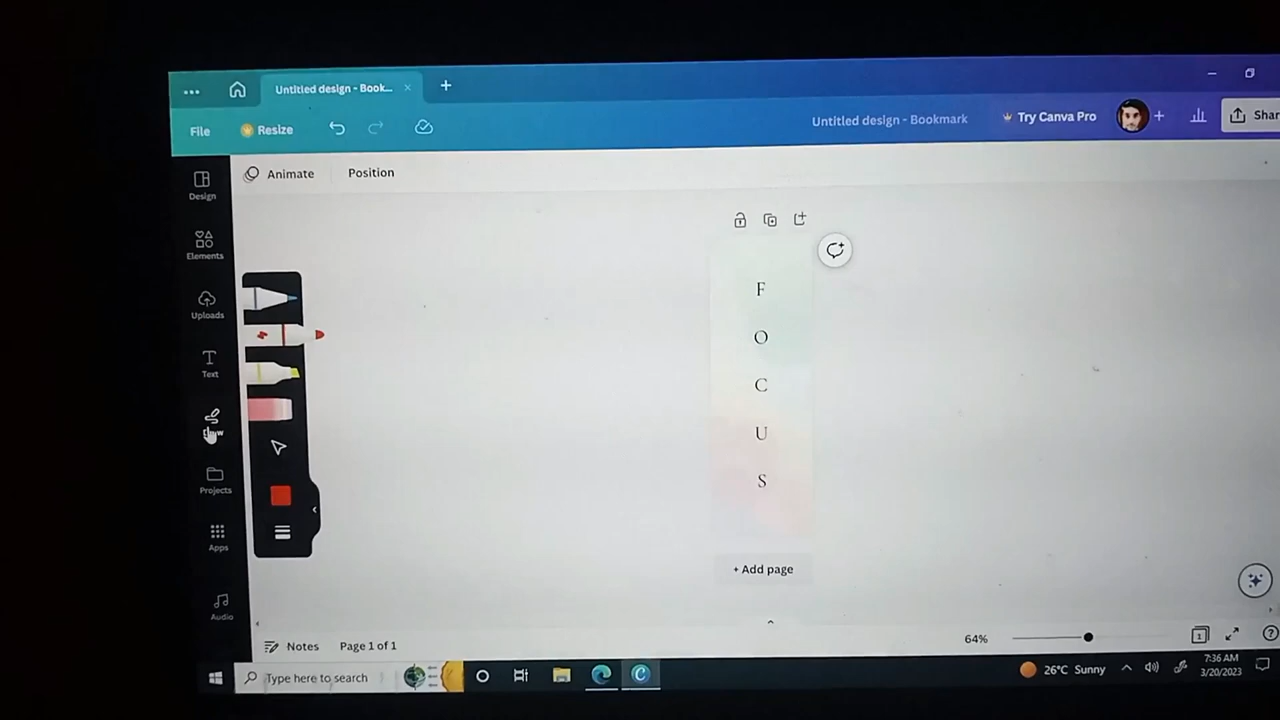 Untitled design - Book...
File
Resize
Untitled design - Bookmark
Try Canva Pro
Shar
Animate
Position
Design
Elements
Uploads
Text
Projects
Apps
Audio
F
O
C
U
S
+ Add page
Notes
Page 1 of 1
64%
1
Type here to search
26°C Sunny
7:36 AM
3/20/2023